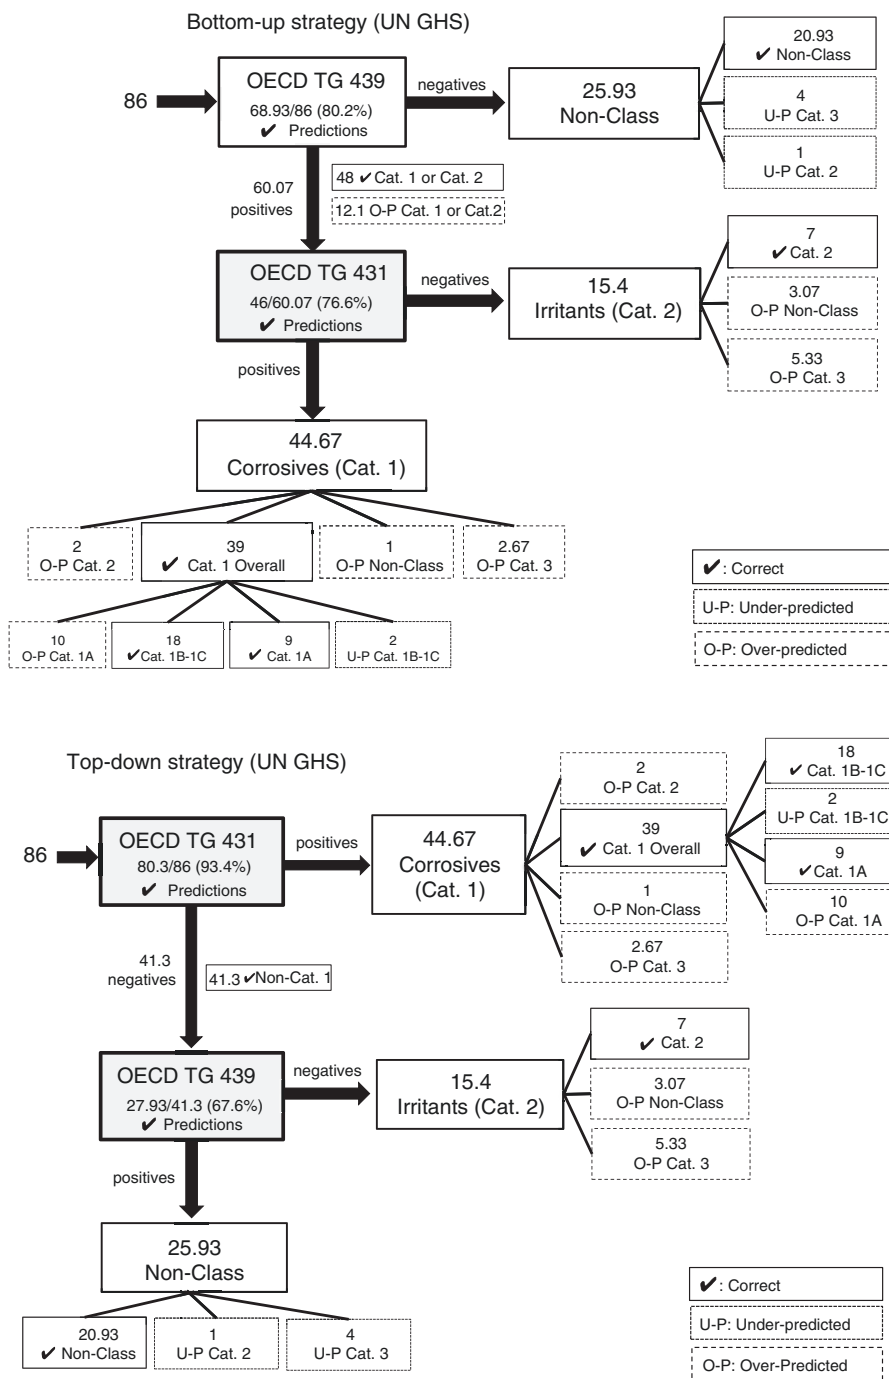 Bottom-up strategy (UN GHS)
86
OECD TG 439
68.93/86 (80.2%)
✔ Predictions
negatives
25.93
Non-Class
20.93
✔ Non-Class
4
U-P Cat. 3
1
U-P Cat. 2
60.07
positives
48 ✔Cat. 1 or Cat. 2
12.1 O-P Cat. 1 or Cat.2
OECD TG 431
46/60.07 (76.6%)
✔ Predictions
negatives
15.4
Irritants (Cat. 2)
7
✔ Cat. 2
3.07
O-P Non-Class
5.33
O-P Cat. 3
positives
44.67
Corrosives (Cat. 1)
2
O-P Cat. 2
39
✔ Cat. 1 Overall
1
O-P Non-Class
2.67
O-P Cat. 3
10
O-P Cat. 1A
18
✔Cat. 1B-1C
9
✔ Cat. 1A
2
U-P Cat. 1B-1C
✔: Correct
U-P: Under-predicted
O-P: Over-predicted
Top-down strategy (UN GHS)
86
OECD TG 431
80.3/86 (93.4%)
✔ Predictions
positives
44.67
Corrosives
(Cat. 1)
2
O-P Cat. 2
39
✔ Cat. 1 Overall
1
O-P Non-Class
2.67
O-P Cat. 3
18
✔ Cat. 1B-1C
2
U-P Cat. 1B-1C
9
✔Cat. 1A
10
O-P Cat. 1A
41.3
negatives
41.3 ✔Non-Cat. 1
OECD TG 439
27.93/41.3 (67.6%)
✔ Predictions
negatives
15.4
Irritants (Cat. 2)
7
✔ Cat. 2
3.07
O-P Non-Class
5.33
O-P Cat. 3
positives
25.93
Non-Class
20.93
✔ Non-Class
1
U-P Cat. 2
4
U-P Cat. 3
✔: Correct
U-P: Under-predicted
O-P: Over-Predicted